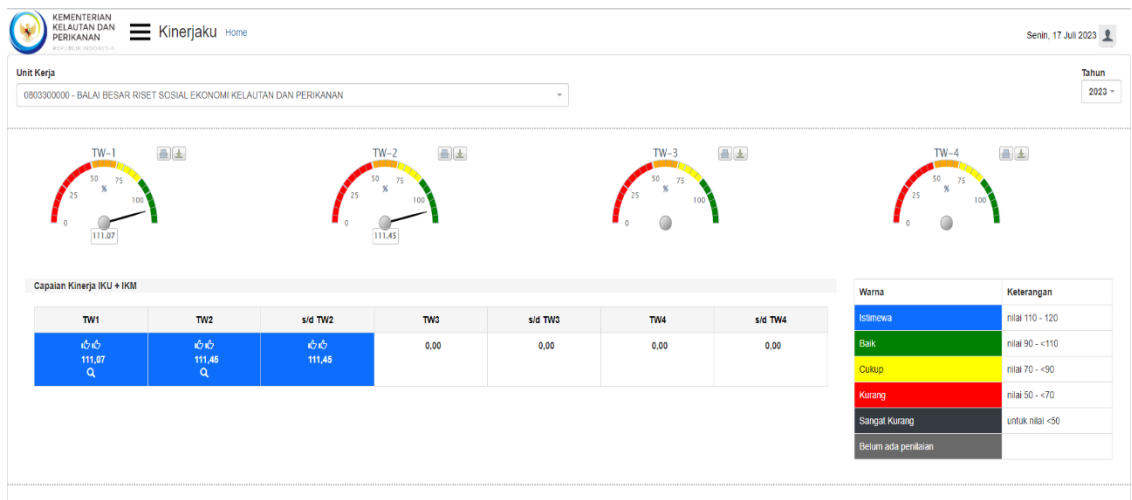 KEMENTERIAN
KELAUTAN DAN
PERIKANAN
REPUBLIK INDONESIA
Kinerjaku Home
Senin, 17 Juli 2023
Unit Kerja
Tahun
0803300000 - BALAI BESAR RISET SOSIAL EKONOMI KELAUTAN DAN PERIKANAN
2023
TW-1
0 25 50 75 100
%
111.07
TW-2
0 25 50 75 100
%
111.45
TW-3
0 25 50 75 100
%
TW-4
0 25 50 75 100
%
Capaian Kinerja IKU + IKM
TW1 TW2 s/d TW2 TW3 s/d TW3 TW4 s/d TW4
111,07 111,45 111,45 0,00 0,00 0,00 0,00
Warna Keterangan
Istimewa nilai 110 - 120
Baik nilai 90 - <110
Cukup nilai 70 - <90
Kurang nilai 50 - <70
Sangat Kurang untuk nilai <50
Belum ada penilaian